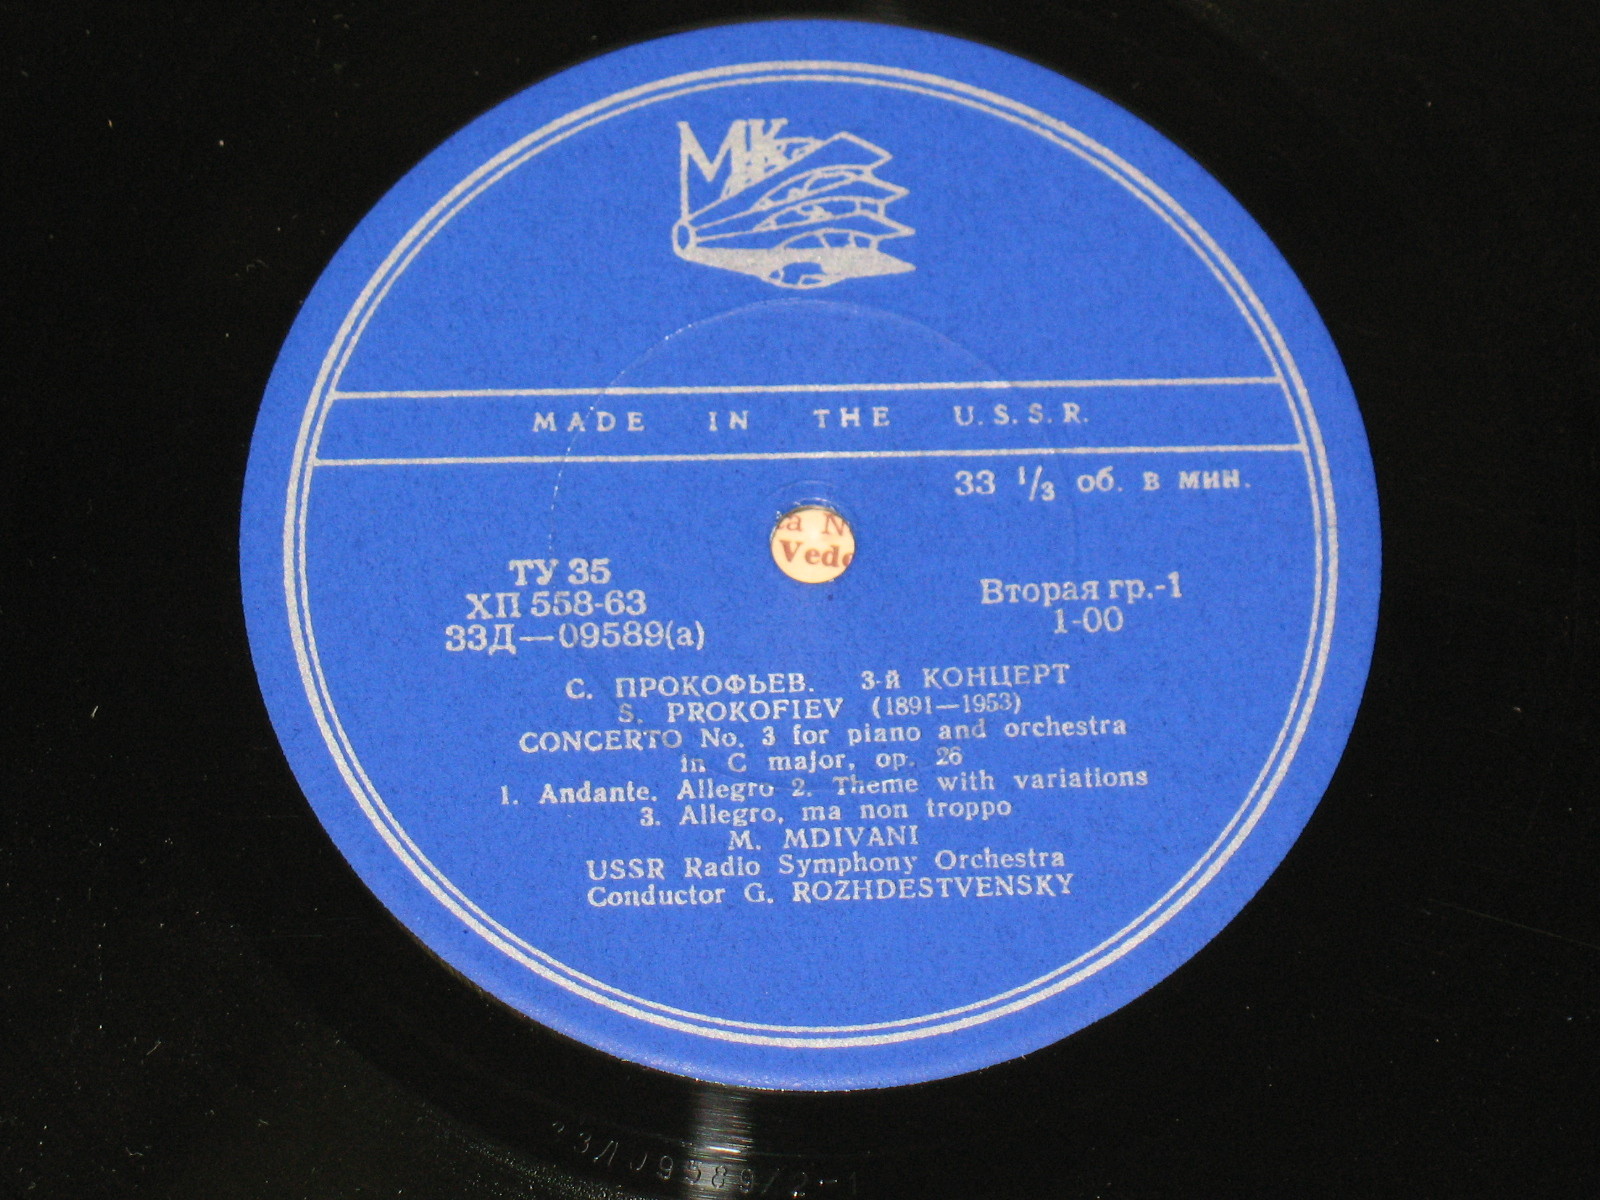 МК
MADE IN THE U.S.S.R.
33 1/3 об. в мин.
a N
Vede
ТУ 35
ХП 558-63
33Д—09589(а)
Вторая гр.-1
1-00
С. ПРОКОФЬЕВ. 3-й КОНЦЕРТ
S. PROKOFIEV (1891—1953)
CONCERTO No. 3 for piano and orchestra
in C major, op. 26
1. Andante. Allegro 2. Theme with variations
3. Allegro, ma non troppo
M. MDIVANI
USSR Radio Symphony Orchestra
Conductor G. ROZHDESTVENSKY